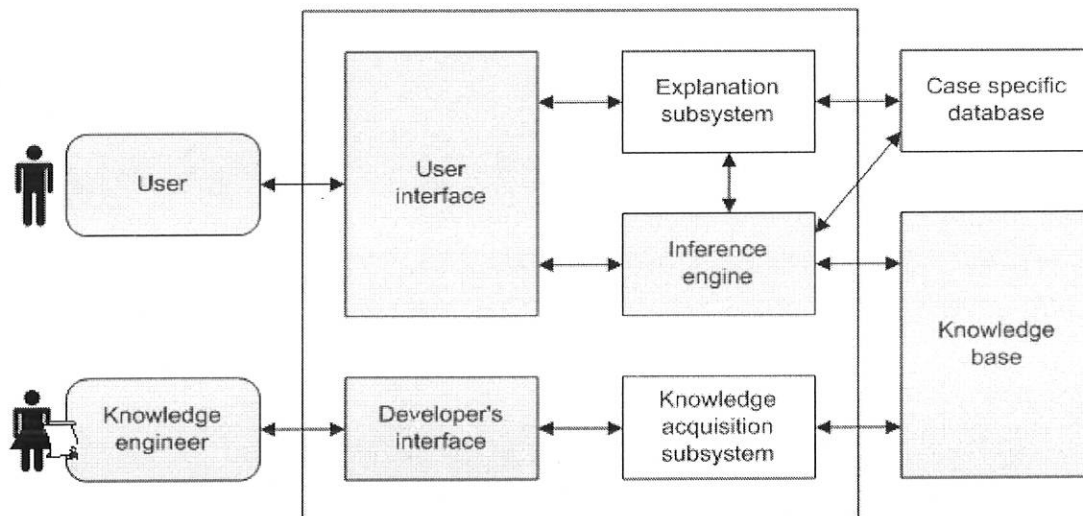 User
User
interface
Explanation
subsystem
Case specific
database
Inference
engine
Knowledge
base
Knowledge
engineer
Developer's
interface
Knowledge
acquisition
subsystem